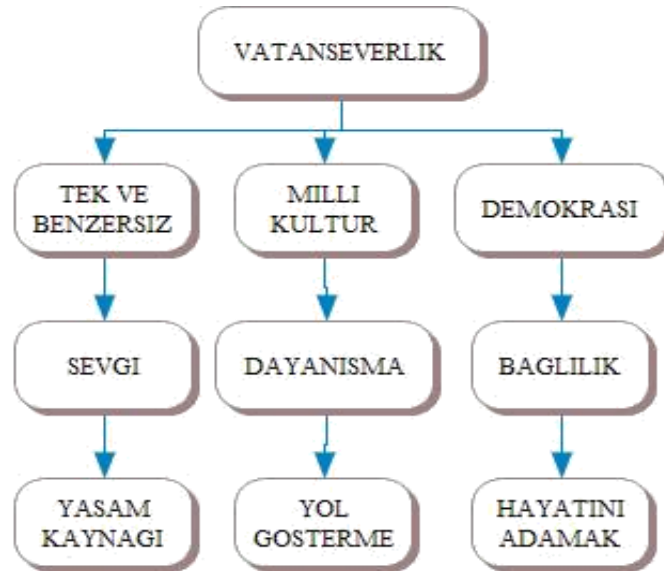 VATANSEVERLIK
TEK VE
BENZERSIZ
MILLI
KULTUR
DEMOKRASI
SEVGI
DAYANISMA
BAGLILIK
YASAM
KAYNAGI
YOL
GOSTERME
HAYATINI
ADAMAK